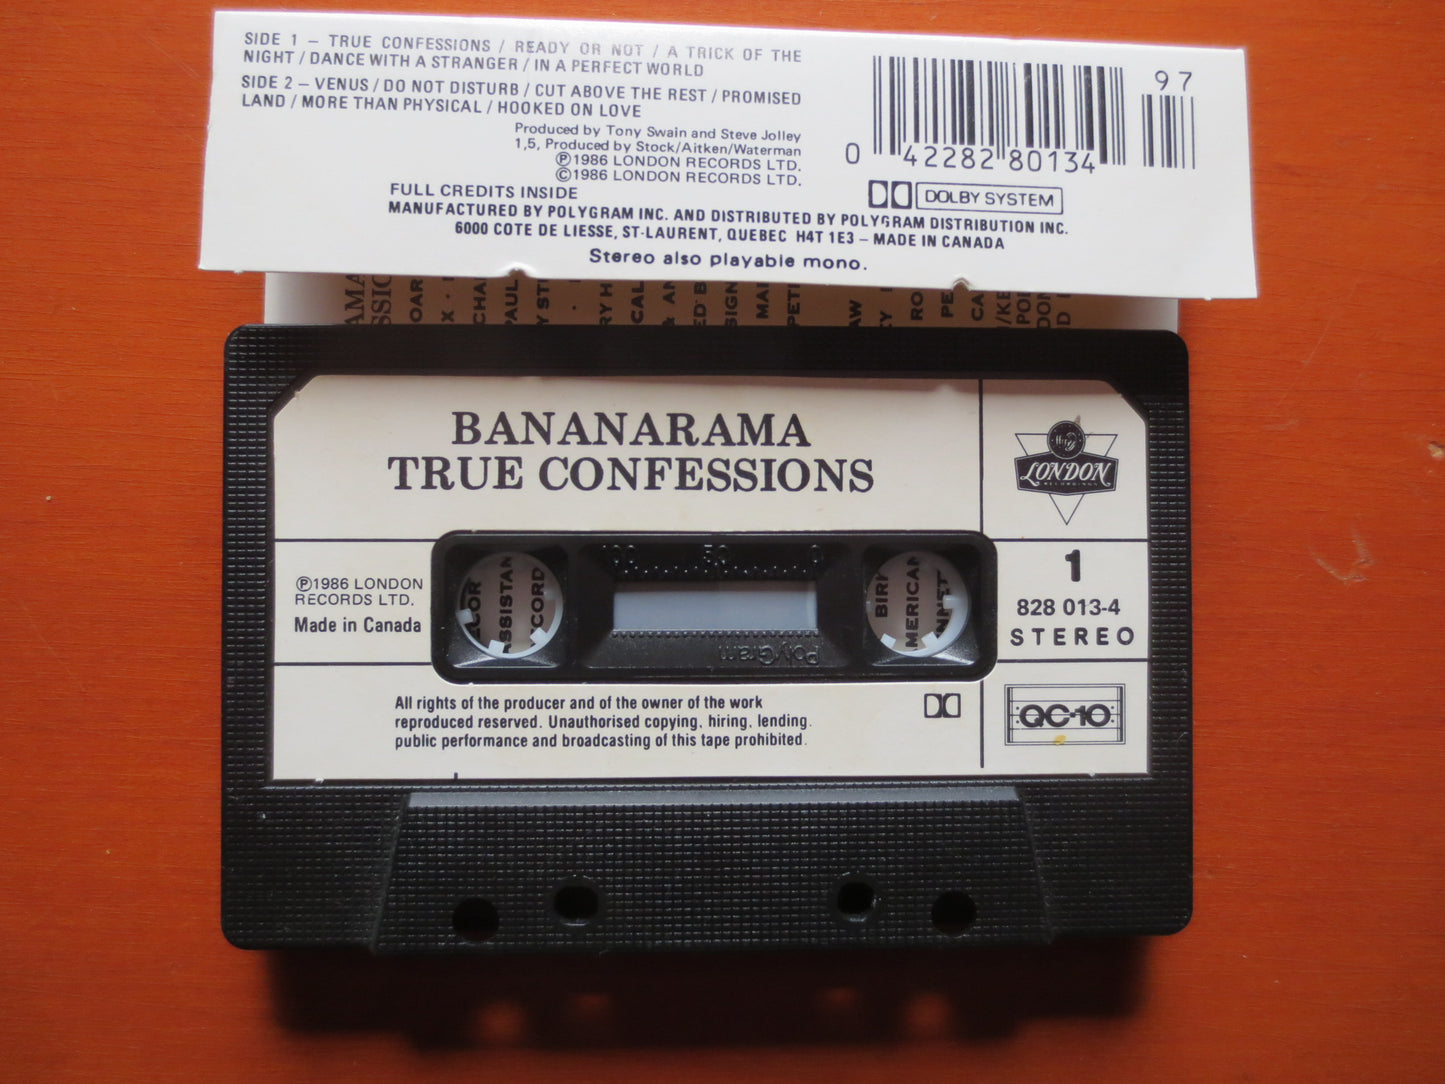 SIDE 1 – TRUE CONFESSIONS / READY OR NOT / A TRICK OF THE
NIGHT / DANCE WITH A STRANGER / IN A PERFECT WORLD
SIDE 2 – VENUS / DO NOT DISTURB / CUT ABOVE THE REST / PROMISED
LAND / MORE THAN PHYSICAL / HOOKED ON LOVE
Produced by Tony Swain and Steve Jolley
1,5, Produced by Stock/Aitken/Waterman
℗1986 LONDON RECORDS LTD.
©1986 LONDON RECORDS LTD.
97
0 42282 80134
FULL CREDITS INSIDE
DOLBY SYSTEM
MANUFACTURED BY POLYGRAM INC. AND DISTRIBUTED BY POLYGRAM DISTRIBUTION INC.
6000 COTE DE LIESSE, ST-LAURENT, QUEBEC H4T 1E3 – MADE IN CANADA
Stereo also playable mono.
BANANARAMA
TRUE CONFESSIONS
LONDON
RECORDINGS
℗1986 LONDON
RECORDS LTD.
Made in Canada
100 50 0
PolyGram
1
828 013-4
STEREO
All rights of the producer and of the owner of the work
reproduced reserved. Unauthorised copying, hiring, lending.
public performance and broadcasting of this tape prohibited.
QC-10